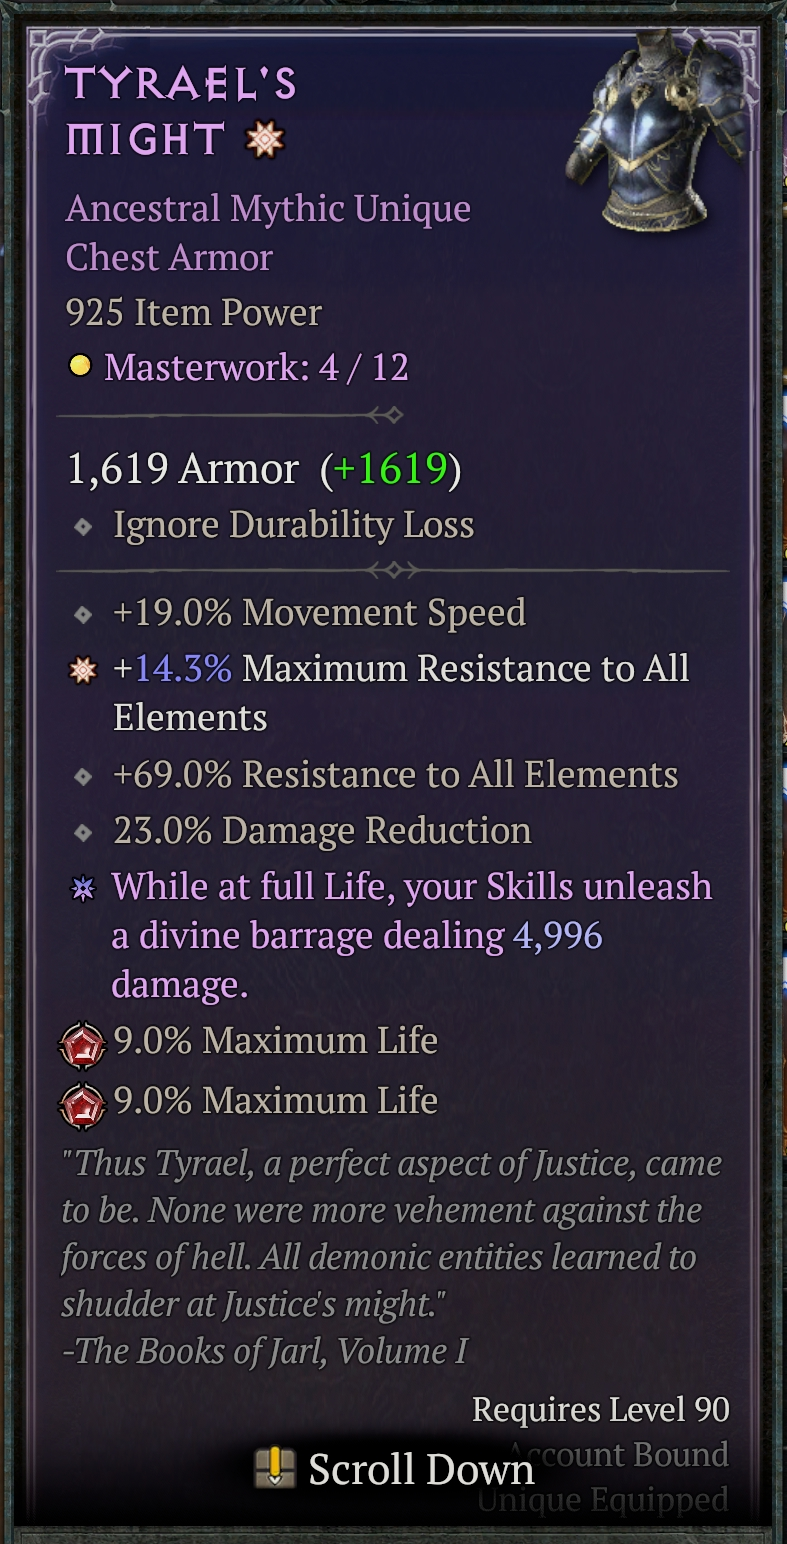 TYRAEL'S
MIGHT
Ancestral Mythic Unique
Chest Armor
925 Item Power
Masterwork: 4 / 12
1,619 Armor (+1619)
Ignore Durability Loss
+19.0% Movement Speed
+14.3% Maximum Resistance to All
Elements
+69.0% Resistance to All Elements
23.0% Damage Reduction
While at full Life, your Skills unleash
a divine barrage dealing 4,996
damage.
9.0% Maximum Life
9.0% Maximum Life
"Thus Tyrael, a perfect aspect of Justice, came
to be. None were more vehement against the
forces of hell. All demonic entities learned to
shudder at Justice's might."
-The Books of Jarl, Volume I
Requires Level 90
Account Bound
Scroll Down
Unique Equipped